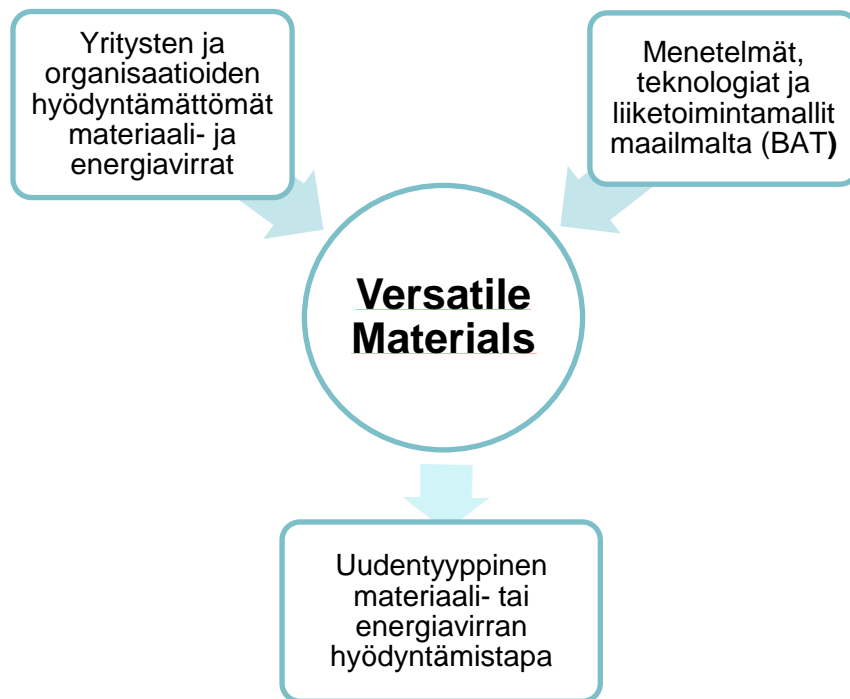 Yritysten ja
organisaatioiden
hyödyntämättömät
materiaali- ja
energiavirrat
Menetelmät,
teknologiat ja
liiketoimintamallit
maailmalta (BAT)
Versatile
Materials
Uudentyyppinen
materiaali- tai
energiavirran
hyödyntämistapa